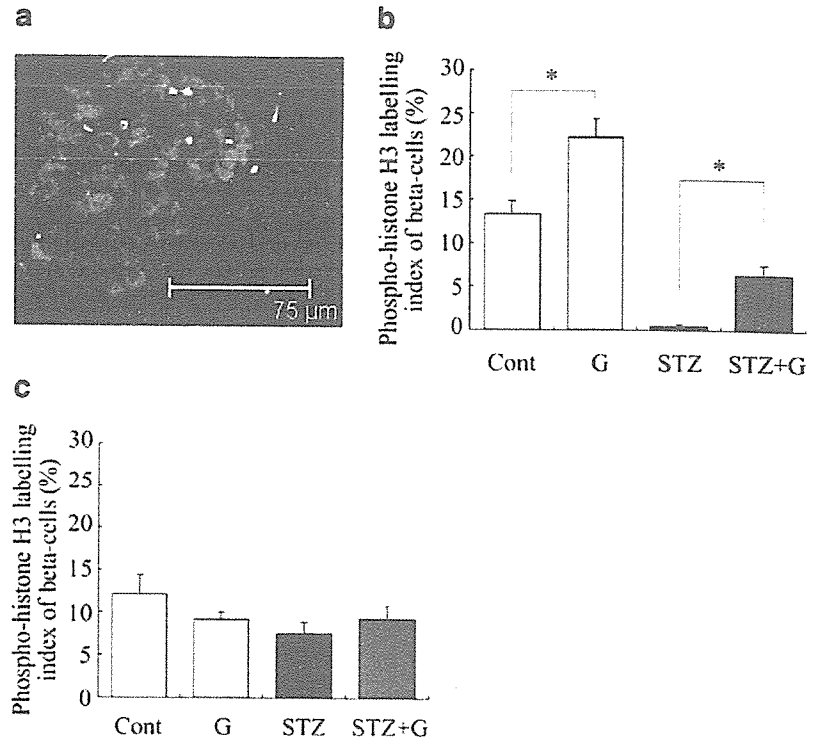 a
75 µm
b
Phospho-histone H3 labelling
index of beta-cells (%)
30
25
20
15
10
5
0
*
*
Cont G STZ STZ+G
c
Phospho-histone H3 labelling
index of beta-cells (%)
30
25
20
15
10
5
0
Cont G STZ STZ+G